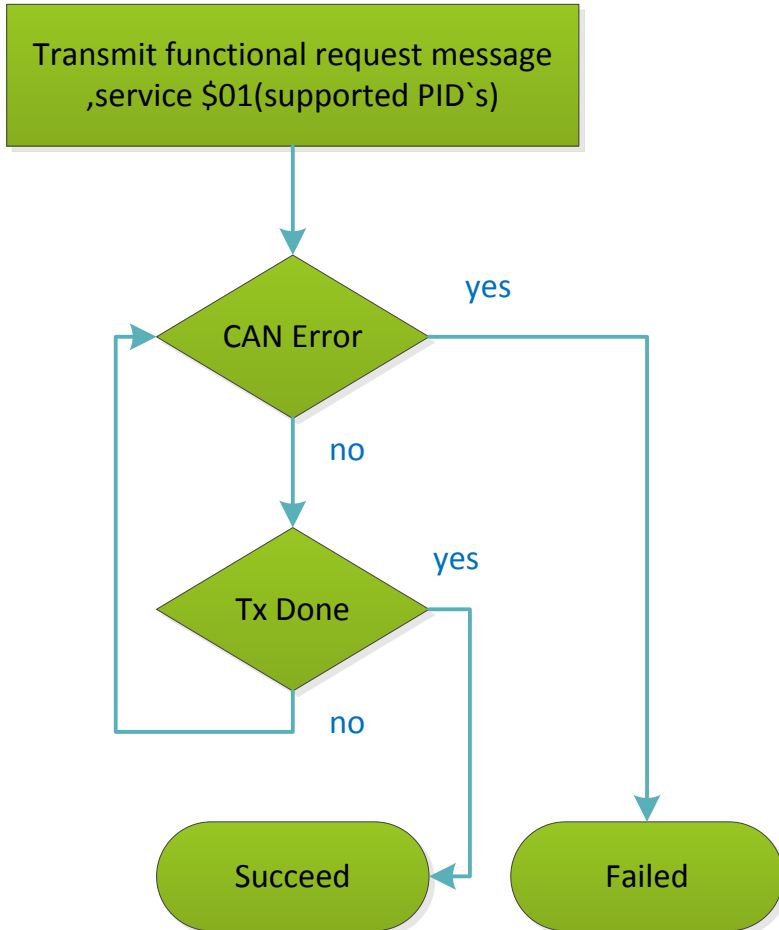 Transmit functional request message
,service $01(supported PID`s)
yes
CAN Error
no
yes
Tx Done
no
Succeed
Failed